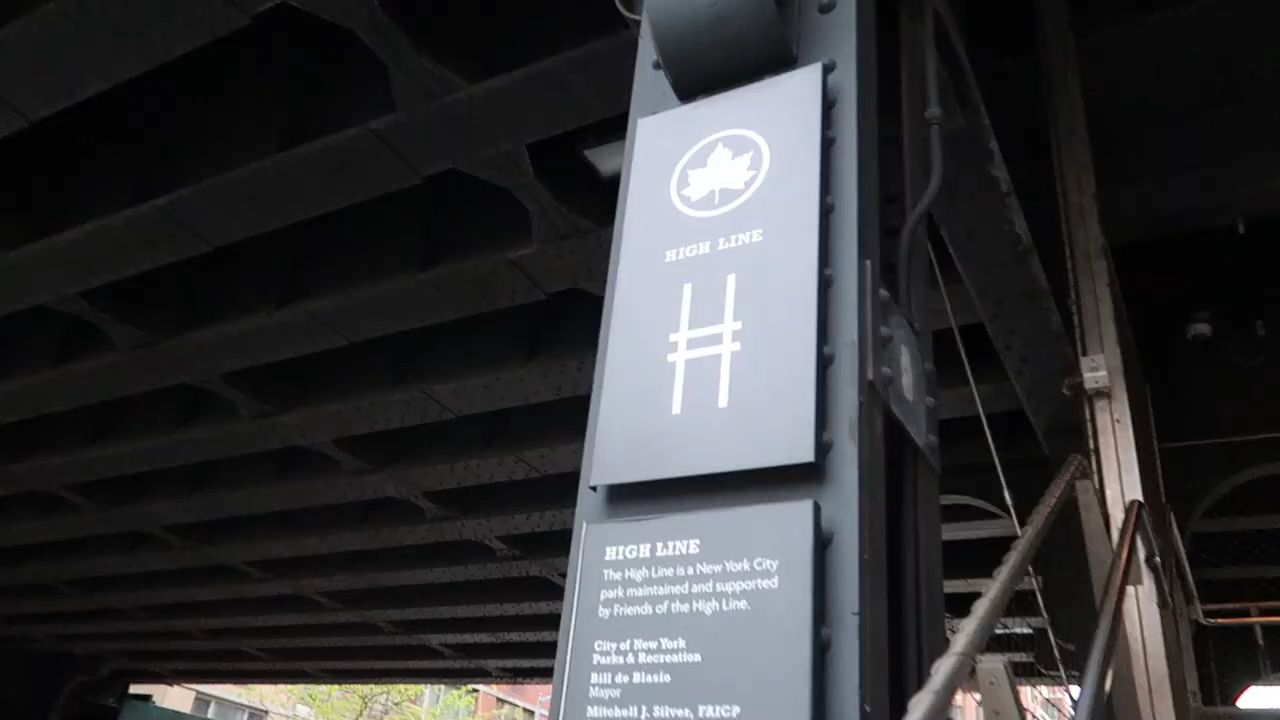 HIGH LINE
HIGH LINE
The High Line is a New York City
park maintained and supported
by Friends of the High Line.
City of New York
Parks & Recreation
Bill de Blasio
Mayor
Mitchell J. Silver, FAICP